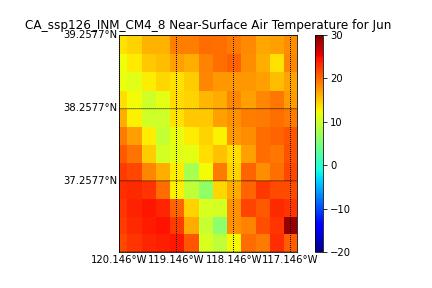 CA_ssp126_INM_CM4_8 Near-Surface Air Temperature for Jun
39.2577°N
38.2577°N
37.2577°N
120.146°W 119.146°W 118.146°W 117.146°W
30
20
10
0
−10
−20